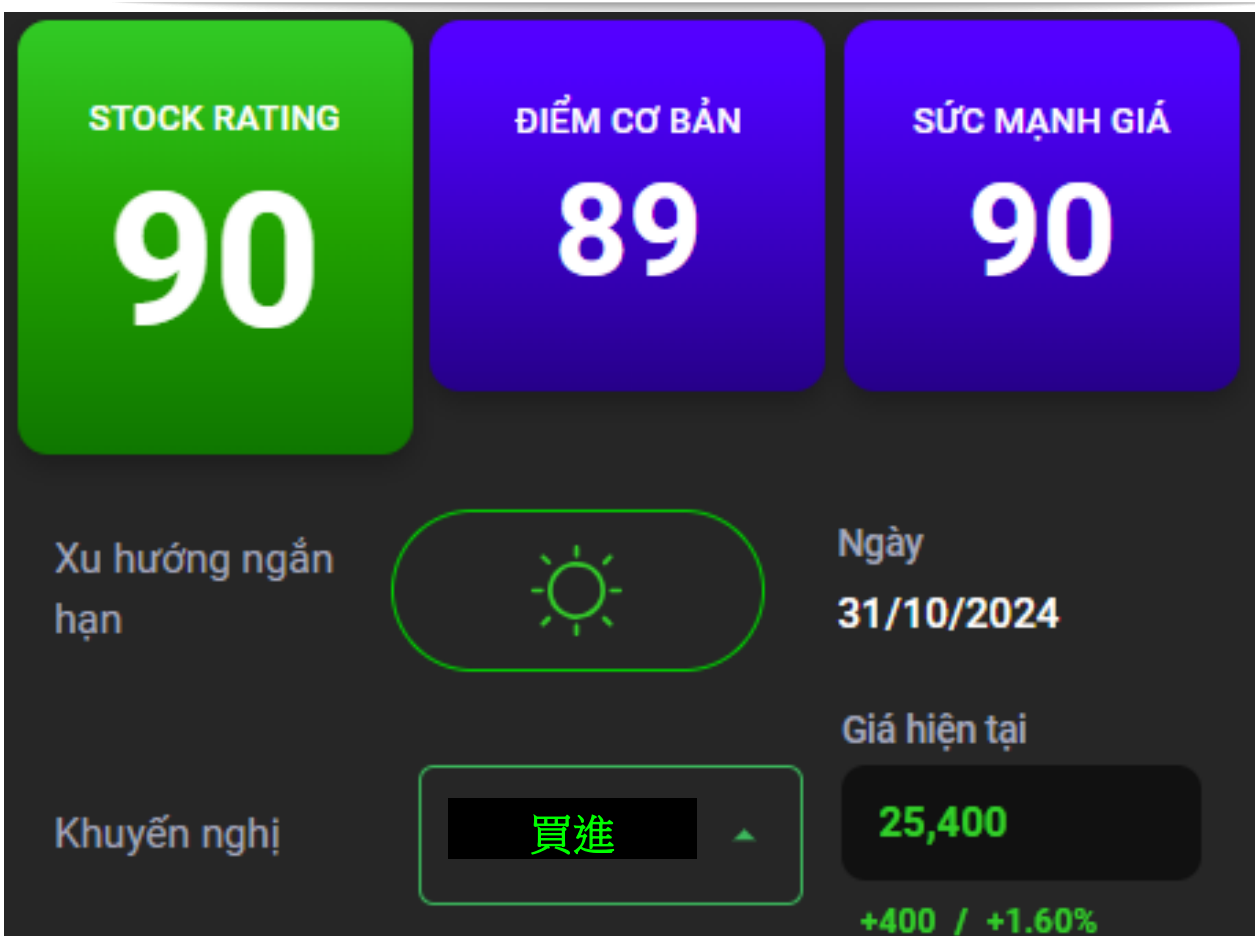 STOCK RATING
90
ĐIỂM CƠ BẢN
89
SỨC MẠNH GIÁ
90
Xu hướng ngắn
hạn
Ngày
31/10/2024
Khuyến nghị
買進
Giá hiện tại
25,400
+400 / +1.60%